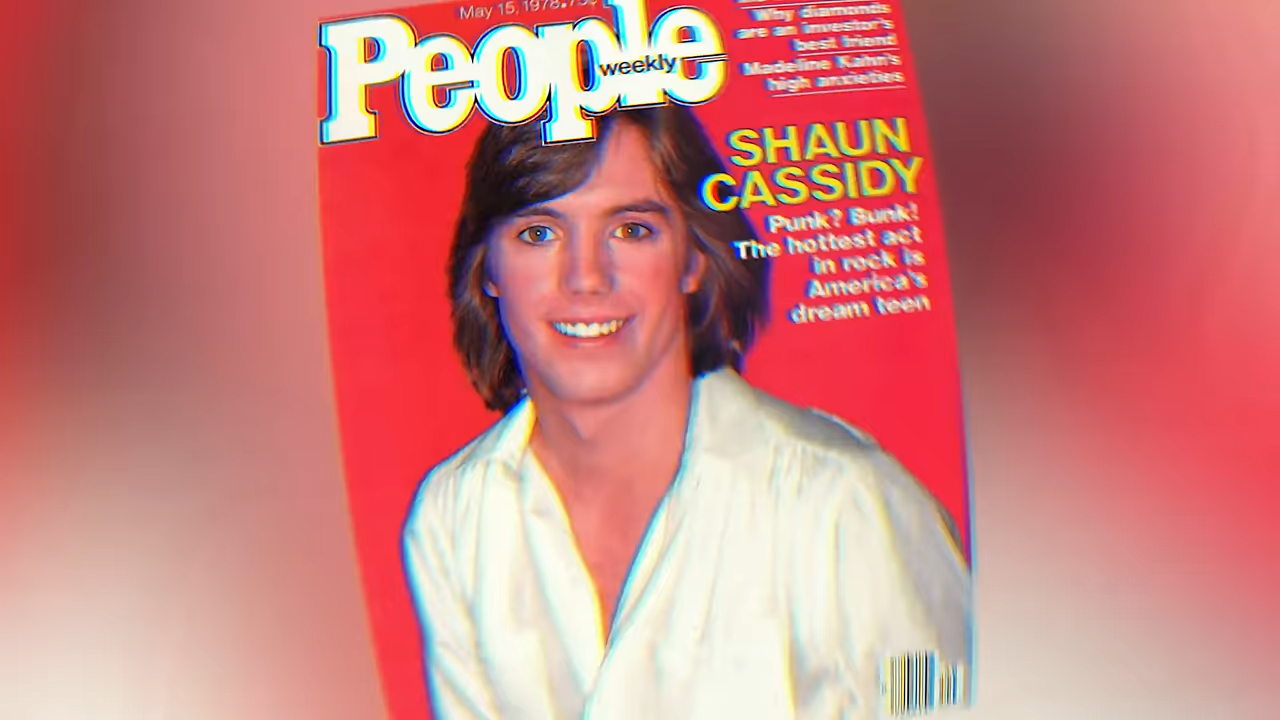 May 15, 1978 • 75¢
People
weekly
Why diamonds
are an investor's
best friend
Madeline Kahn's
high anxieties
SHAUN
CASSIDY
Punk? Bunk!
The hottest act
in rock is
America's
dream teen